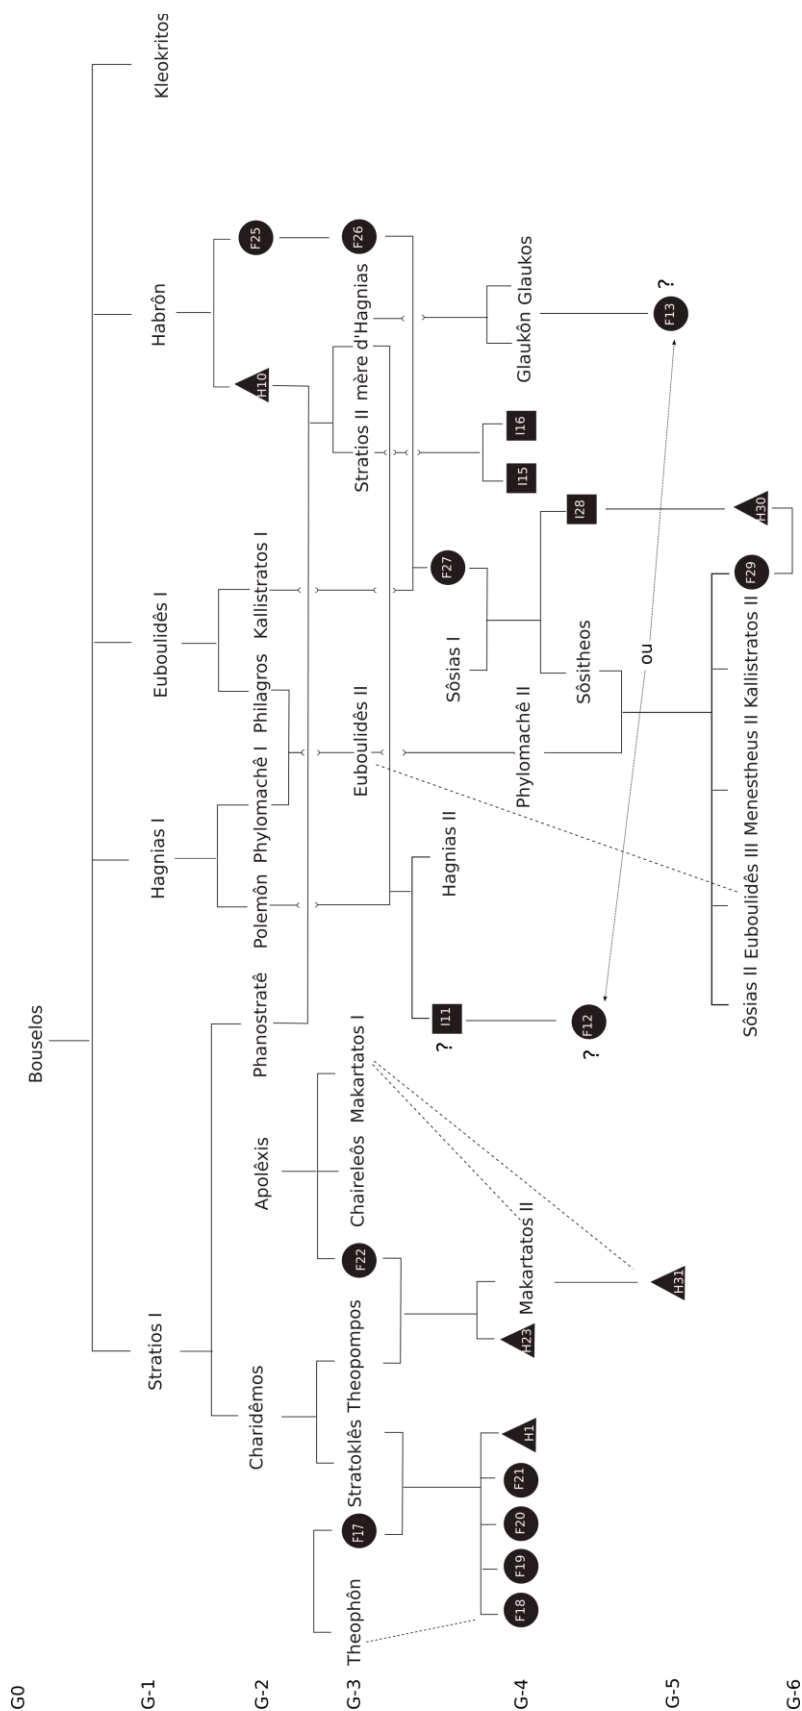 G0
Bouselos
G-1
Stratios I
Hagnias I
Euboulidês I
Habrôn
Kleokritos
G-2
Charidêmos
Apolêxis
Phanostratê
Polemôn
Phylomachê I
Philagros
Kallistratos I
H10
F25
G-3
Theophôn
F17
Stratoklês
Theopompos
F22
Chaireleôs
Makartatos I
Euboulidês II
Stratios II
mère d'Hagnias
F26
?
I11
Hagnias II
Sôsias I
F27
G-4
F18
F19
F20
F21
H1
H23
Makartatos II
Phylomachê II
I15
I16
Glaukôn
Glaukos
?
F12
Sôsitheos
I28
ou
G-5
H31
F13
?
Sôsias II
Euboulidês III
Menestheus II
Kallistratos II
F29
H30
G-6